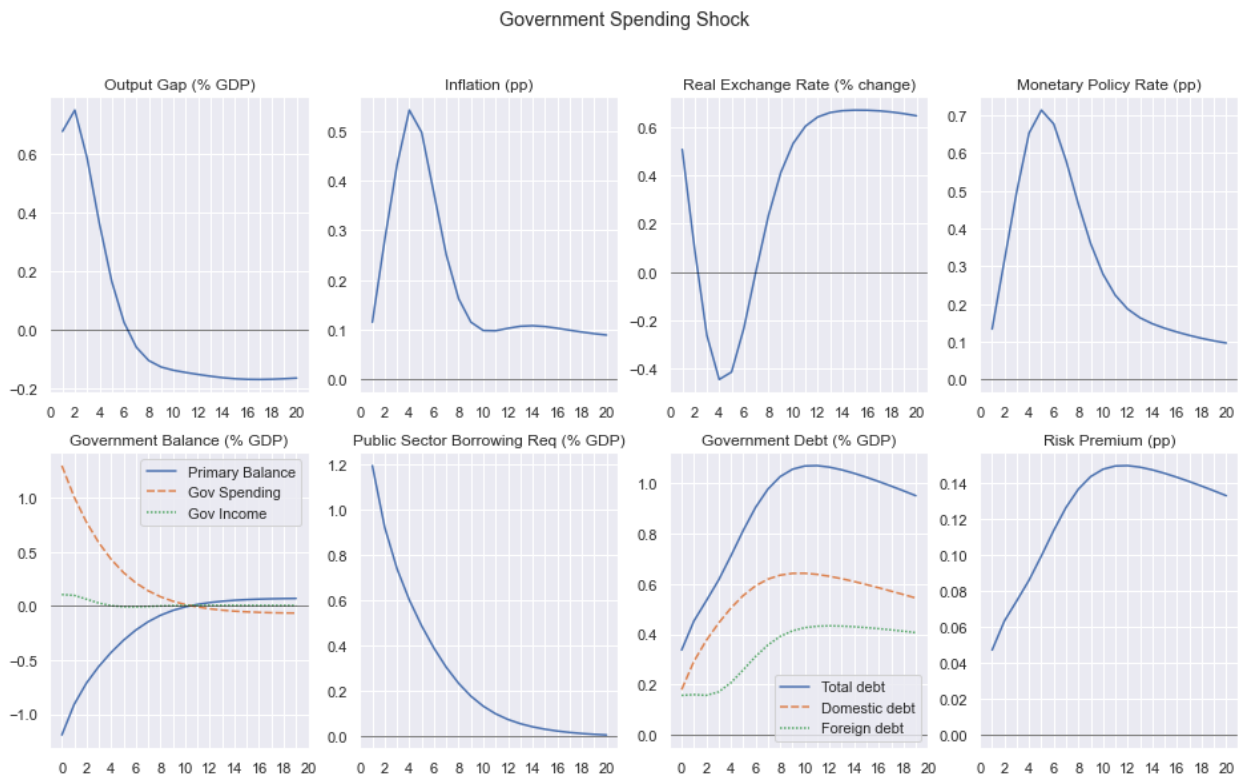 Government Spending Shock
Output Gap (% GDP)
0.6
0.4
0.2
0.0
−0.2
0 2 4 6 8 10 12 14 16 18 20
Inflation (pp)
0.5
0.4
0.3
0.2
0.1
0.0
0 2 4 6 8 10 12 14 16 18 20
Real Exchange Rate (% change)
0.6
0.4
0.2
0.0
−0.2
−0.4
0 2 4 6 8 10 12 14 16 18 20
Monetary Policy Rate (pp)
0.7
0.6
0.5
0.4
0.3
0.2
0.1
0.0
0 2 4 6 8 10 12 14 16 18 20
Government Balance (% GDP)
Primary Balance
Gov Spending
Gov Income
1.0
0.5
0.0
−0.5
−1.0
0 2 4 6 8 10 12 14 16 18 20
Public Sector Borrowing Req (% GDP)
1.2
1.0
0.8
0.6
0.4
0.2
0.0
0 2 4 6 8 10 12 14 16 18 20
Government Debt (% GDP)
1.0
0.8
0.6
0.4
0.2
0.0
Total debt
Domestic debt
Foreign debt
0 2 4 6 8 10 12 14 16 18 20
Risk Premium (pp)
0.14
0.12
0.10
0.08
0.06
0.04
0.02
0.00
0 2 4 6 8 10 12 14 16 18 20